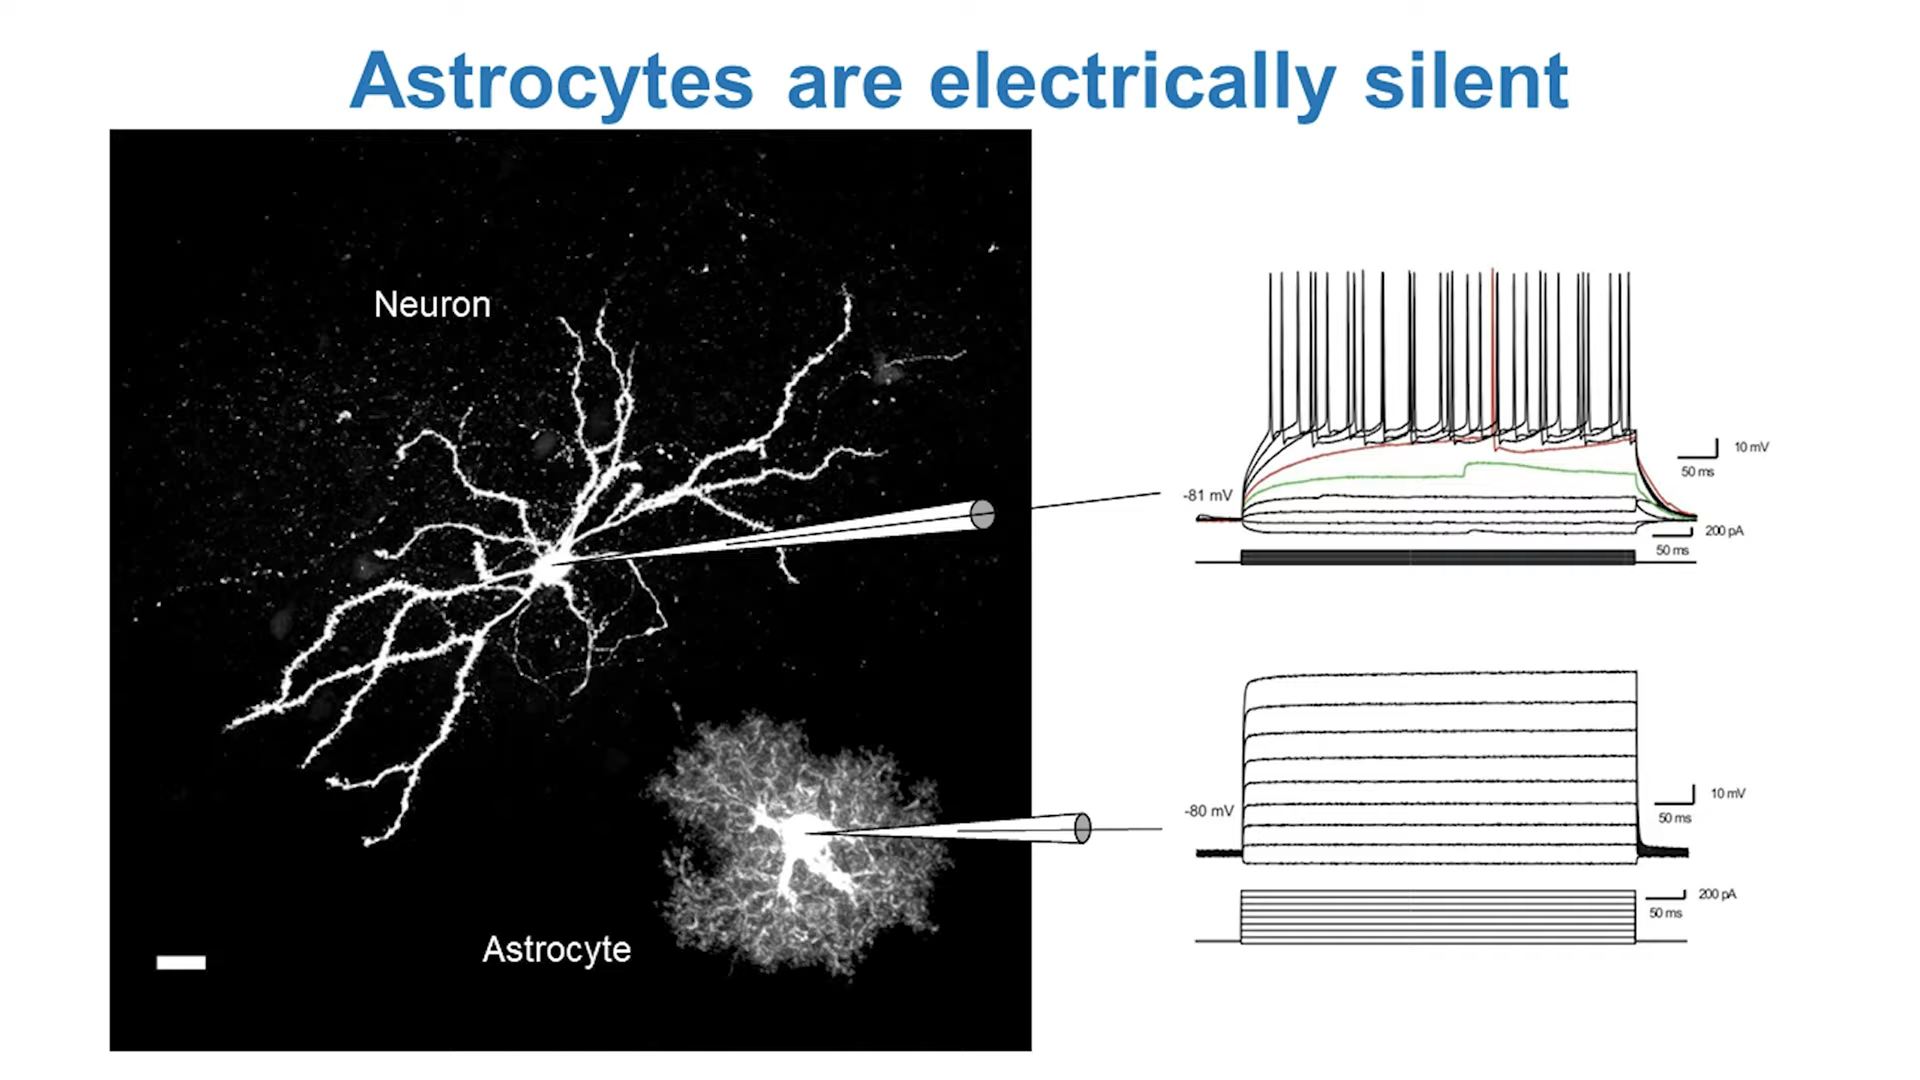 Astrocytes are electrically silent
Neuron
Astrocyte
-81 mV
10 mV
50 ms
200 pA
50 ms
-80 mV
10 mV
50 ms
200 pA
50 ms